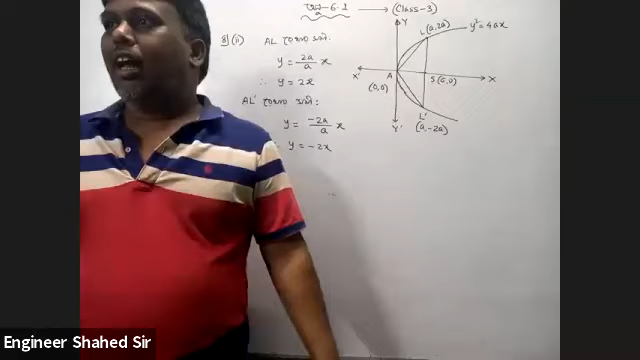 অনু-6.1 → (Class-3)
8(ii) AL রেখার সমী:
y = 2a/a x
∴ y = 2x
AL' রেখার সমী:
y = -2a/a x
∴ y = -2x
Y
L(a,2a)
y² = 4ax
X'
A
(0,0)
S(a,0)
X
L'
(a,-2a)
Y'
Engineer Shahed Sir